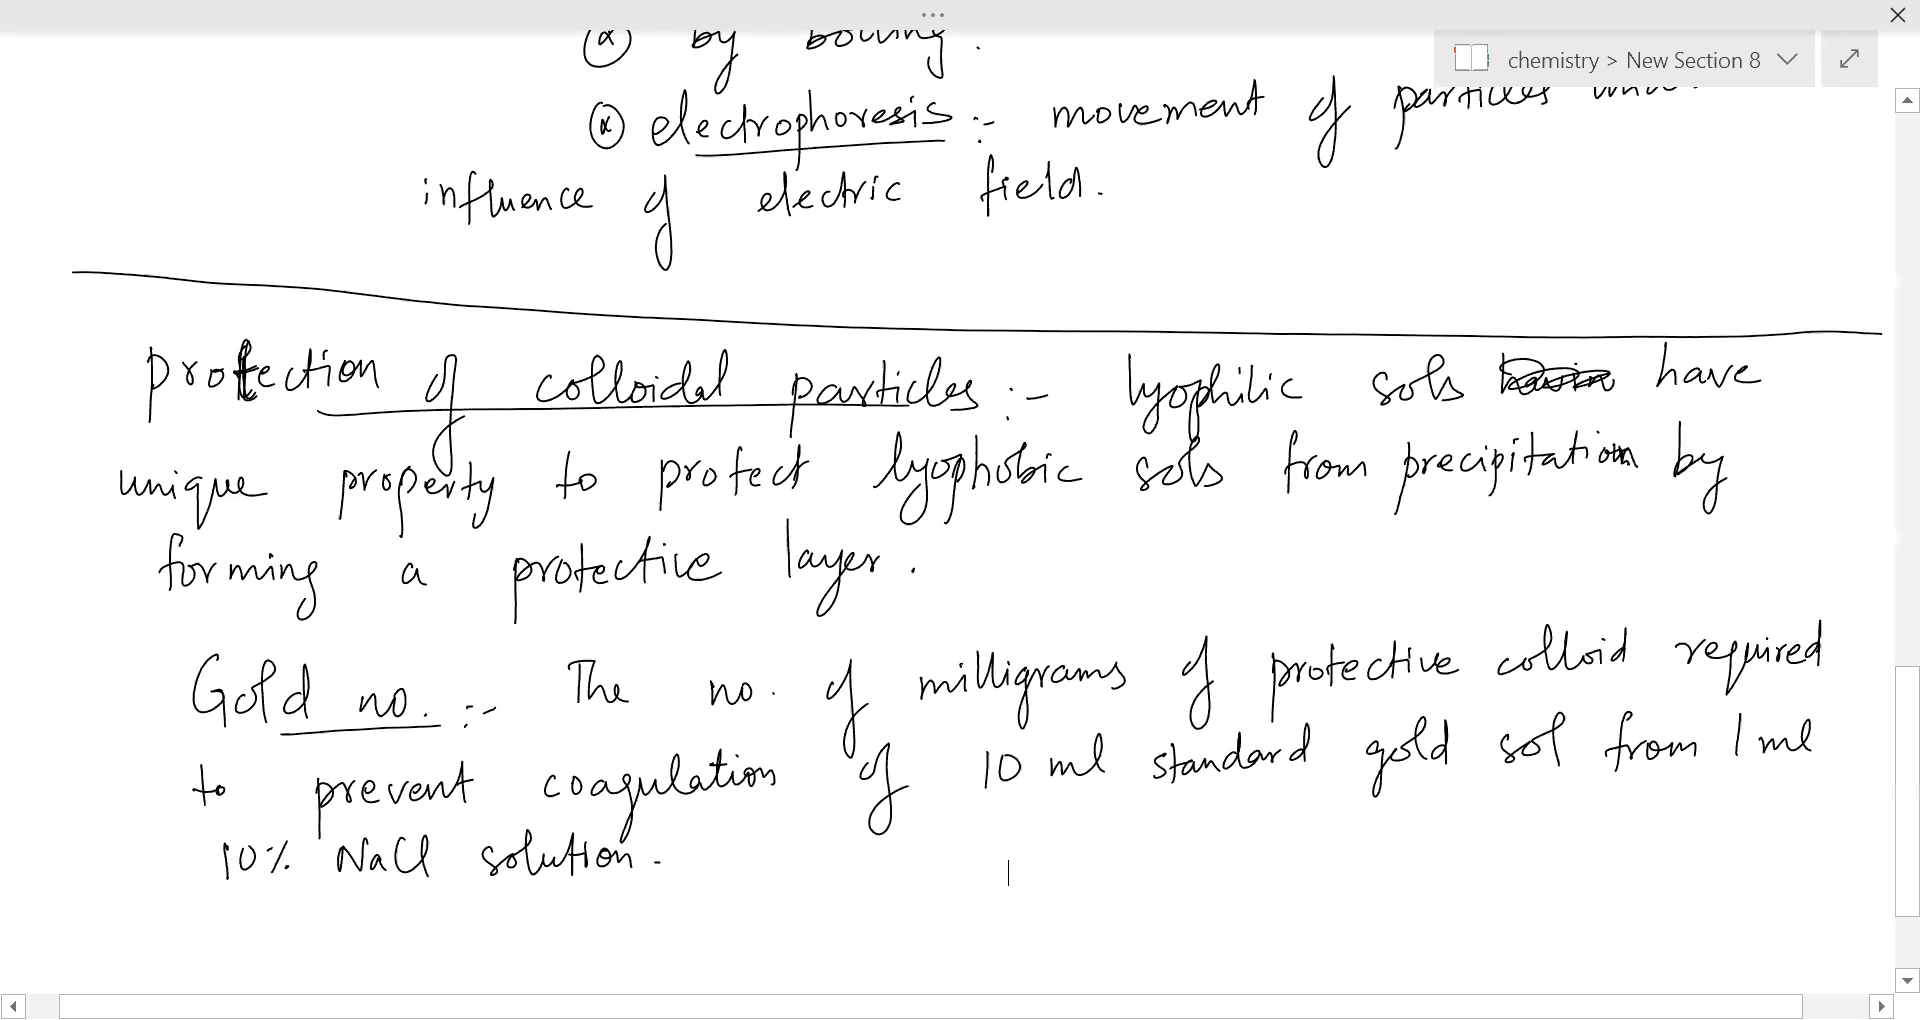 chemistry > New Section 8
ⓧ by boiling.
ⓧ electrophoresis :- movement of particles
influence of electric field.
protection of colloidal particles :- lyophilic sols have
unique property to protect lyophobic sols from precipitation by
forming a protective layer.
Gold no. :- The no. of milligrams of protective colloid required
to prevent coagulation of 10 ml standard gold sol from 1 ml
10% NaCl solution.